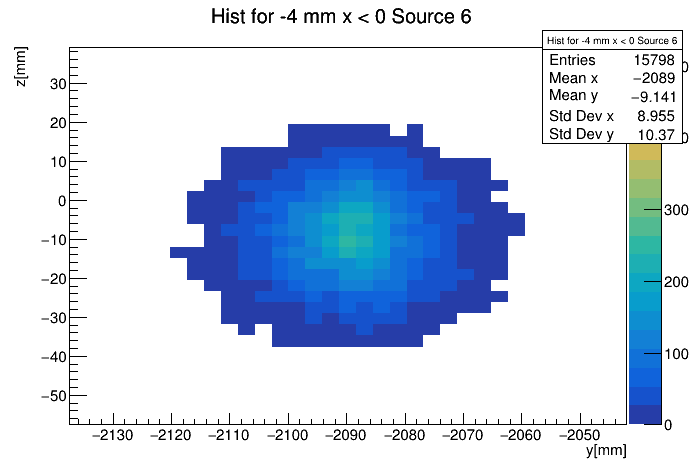 Hist for -4 mm x < 0 Source 6
z[mm]
Hist for -4 mm x < 0 Source 6
Entries 15798
Mean x −2089
Mean y −9.141
Std Dev x 8.955
Std Dev y 10.37
30
20
10
0
−10
−20
−30
−40
−50
0
0
300
200
100
0
−2130 −2120 −2110 −2100 −2090 −2080 −2070 −2060 −2050
y[mm]